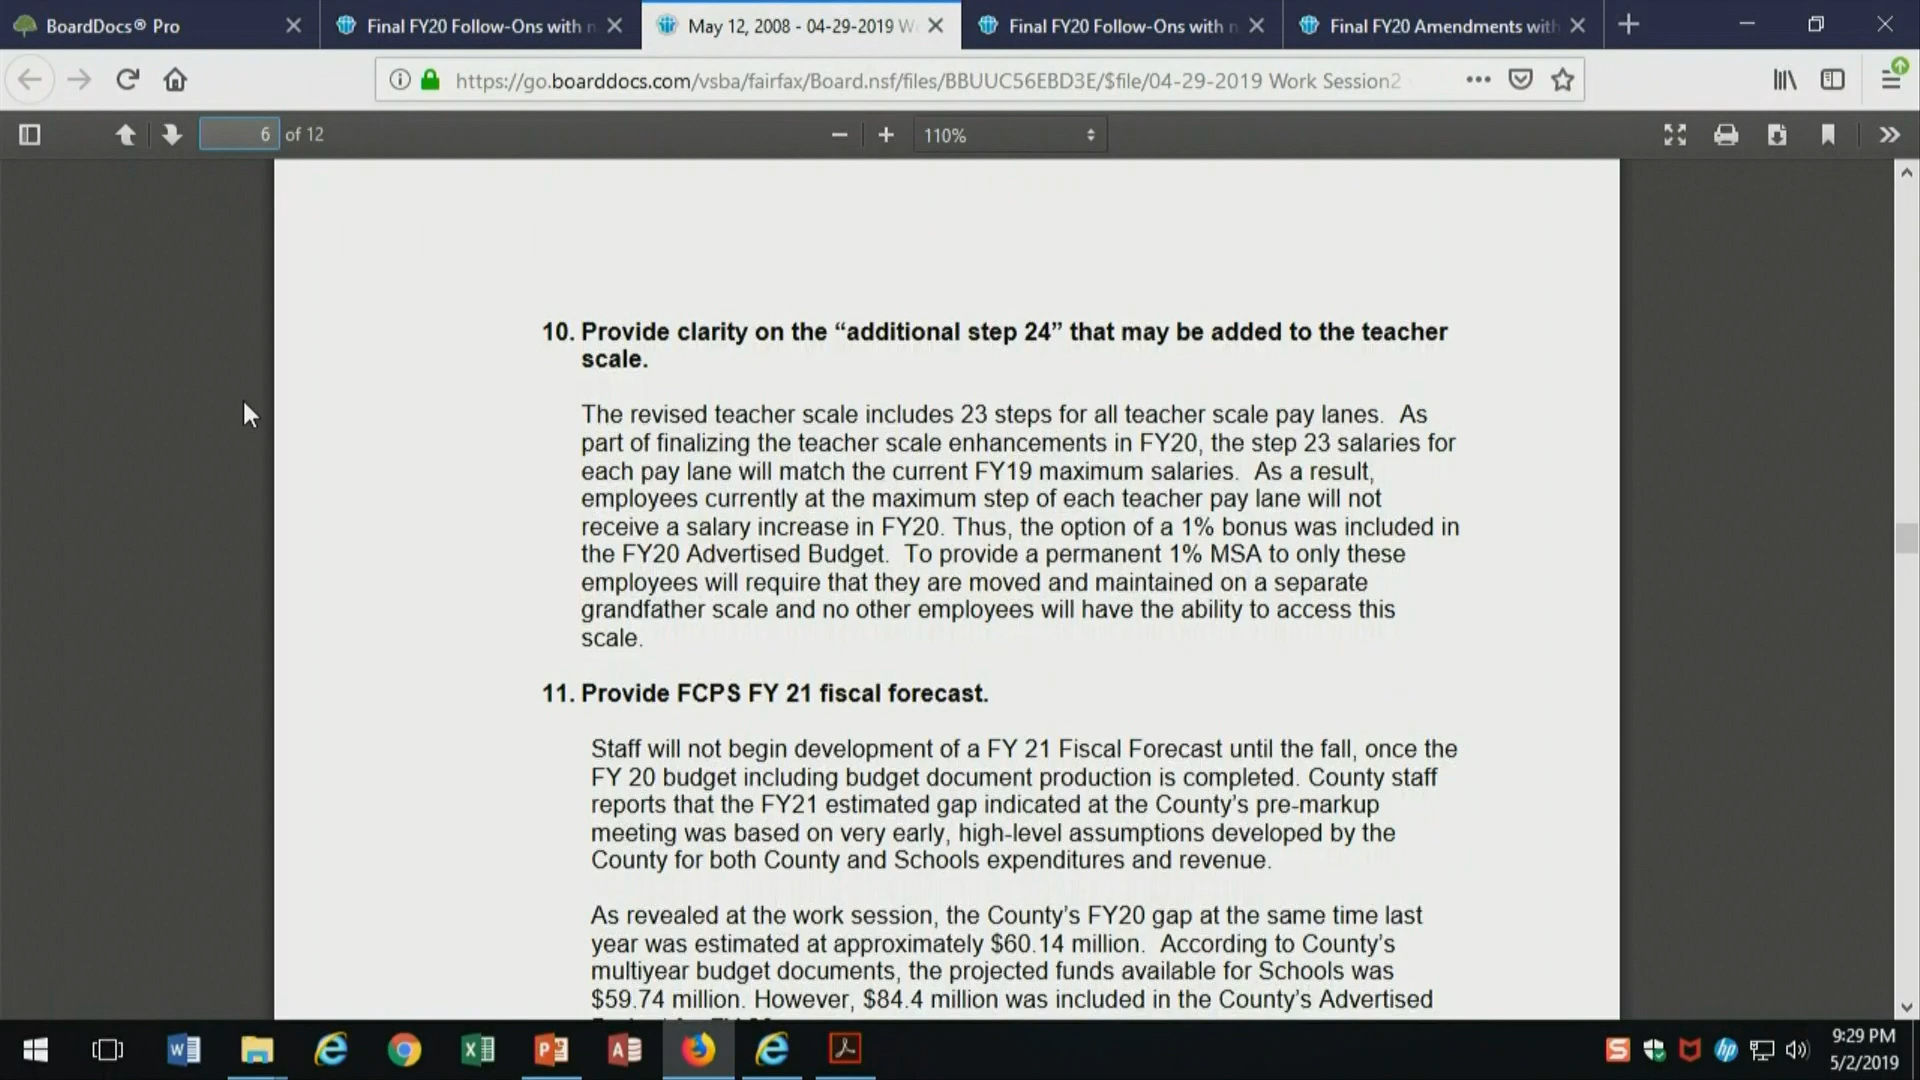 BoardDocs® Pro
Final FY20 Follow-Ons with n
May 12, 2008 - 04-29-2019 W
Final FY20 Follow-Ons with n
Final FY20 Amendments with
https://go.boarddocs.com/vsba/fairfax/Board.nsf/files/BBUUC56EBD3E/$file/04-29-2019 Work Session2
6 of 12
110%
10. Provide clarity on the “additional step 24” that may be added to the teacher
scale.
The revised teacher scale includes 23 steps for all teacher scale pay lanes. As
part of finalizing the teacher scale enhancements in FY20, the step 23 salaries for
each pay lane will match the current FY19 maximum salaries. As a result,
employees currently at the maximum step of each teacher pay lane will not
receive a salary increase in FY20. Thus, the option of a 1% bonus was included in
the FY20 Advertised Budget. To provide a permanent 1% MSA to only these
employees will require that they are moved and maintained on a separate
grandfather scale and no other employees will have the ability to access this
scale.
11. Provide FCPS FY 21 fiscal forecast.
Staff will not begin development of a FY 21 Fiscal Forecast until the fall, once the
FY 20 budget including budget document production is completed. County staff
reports that the FY21 estimated gap indicated at the County’s pre-markup
meeting was based on very early, high-level assumptions developed by the
County for both County and Schools expenditures and revenue.
As revealed at the work session, the County’s FY20 gap at the same time last
year was estimated at approximately $60.14 million. According to County’s
multiyear budget documents, the projected funds available for Schools was
$59.74 million. However, $84.4 million was included in the County’s Advertised
9:29 PM
5/2/2019